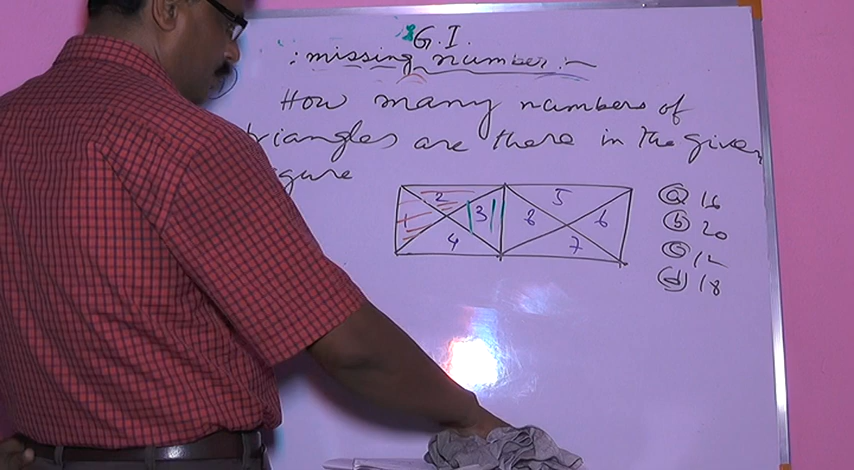 G.I.
: missing number :-
How many numbers of
triangles are there in the given
figure
2 5
1 3 8 6
4 7
(a) 16
(b) 20
(c) 12
(d) 18